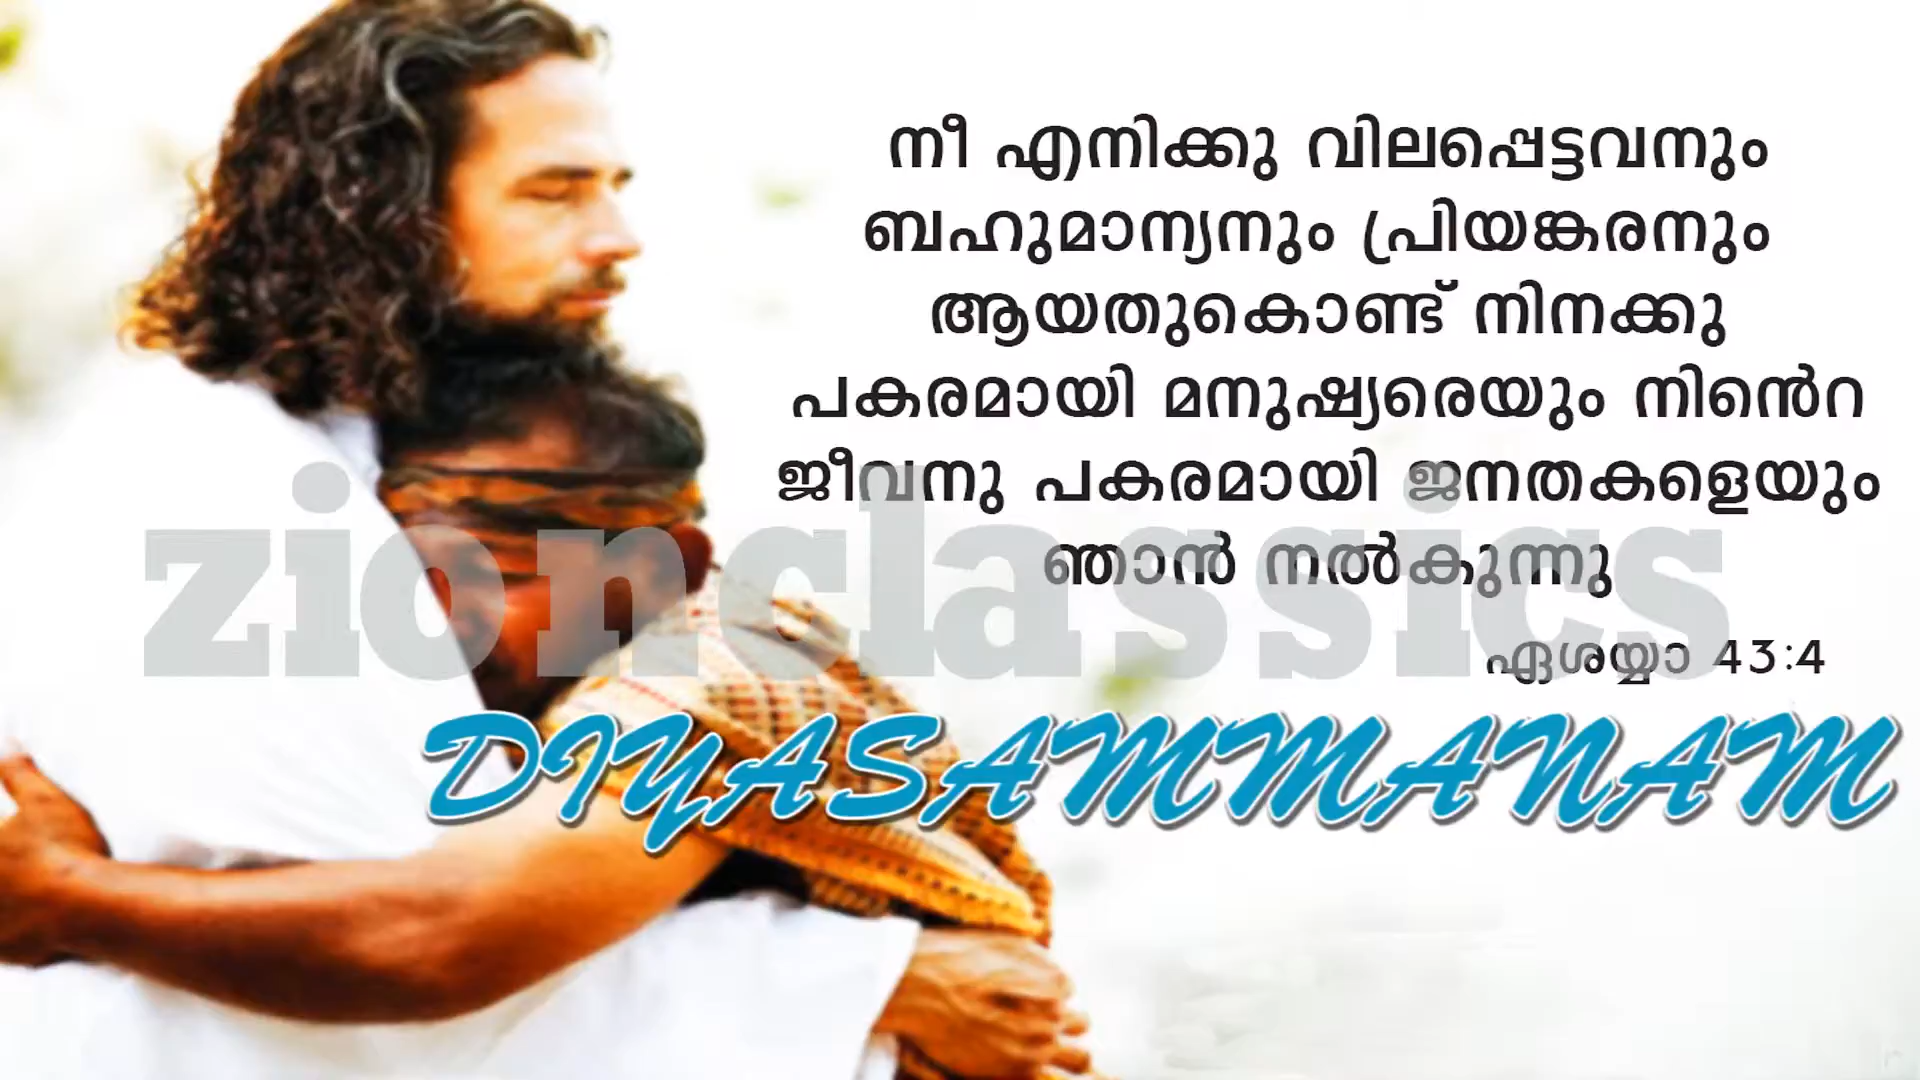 നീ എനിക്കു വിലപ്പെട്ടവനും
ബഹുമാന്യനും പ്രിയങ്കരനും
ആയതുകൊണ്ട് നിനക്കു
പകരമായി മനുഷ്യരെയും നിൻെറ
ജീവനു പകരമായി ജനതകളെയും
ഞാൻ നൽകുന്നു
zionclassics
ഏശയ്യാ 43:4
DIYASAMMANAM